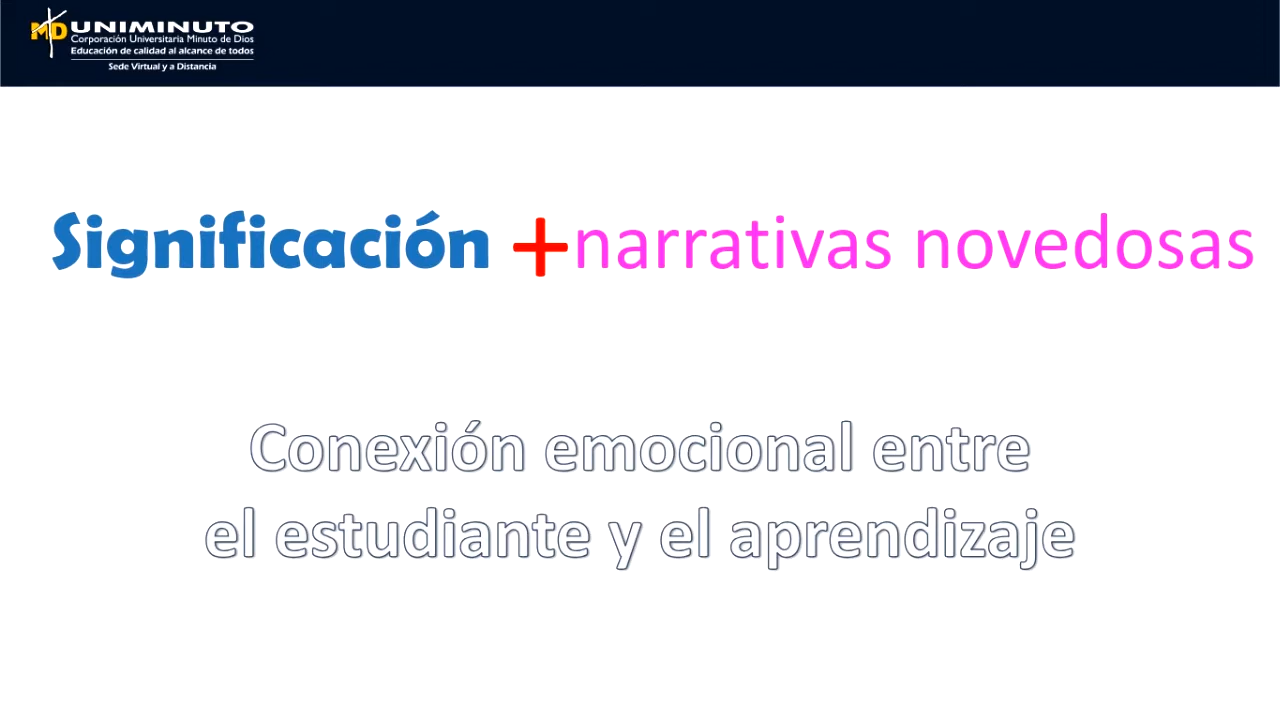 MD UNIMINUTO
Corporación Universitaria Minuto de Dios
Educación de calidad al alcance de todos
Sede Virtual y a Distancia
Significación +narrativas novedosas
Conexión emocional entre
el estudiante y el aprendizaje